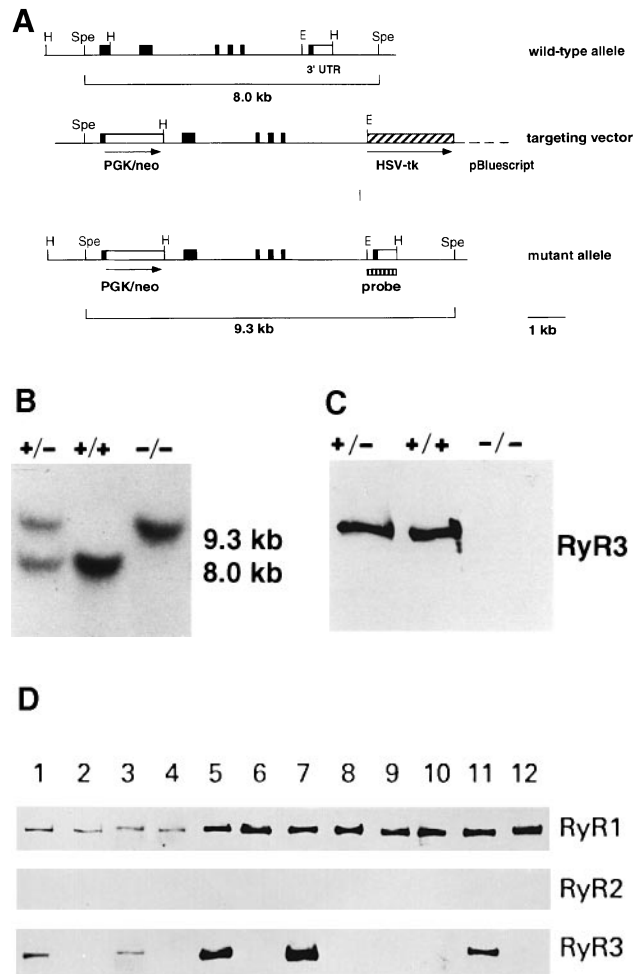 A
H Spe H E H Spe
wild-type allele
3' UTR
8.0 kb
Spe H E
targeting vector
PGK/neo HSV-tk pBluescript
H Spe H E H Spe
mutant allele
PGK/neo probe
9.3 kb 1 kb
B
+/- +/+ -/-
9.3 kb
8.0 kb
C
+/- +/+ -/-
RyR3
D
1 2 3 4 5 6 7 8 9 10 11 12
RyR1
RyR2
RyR3